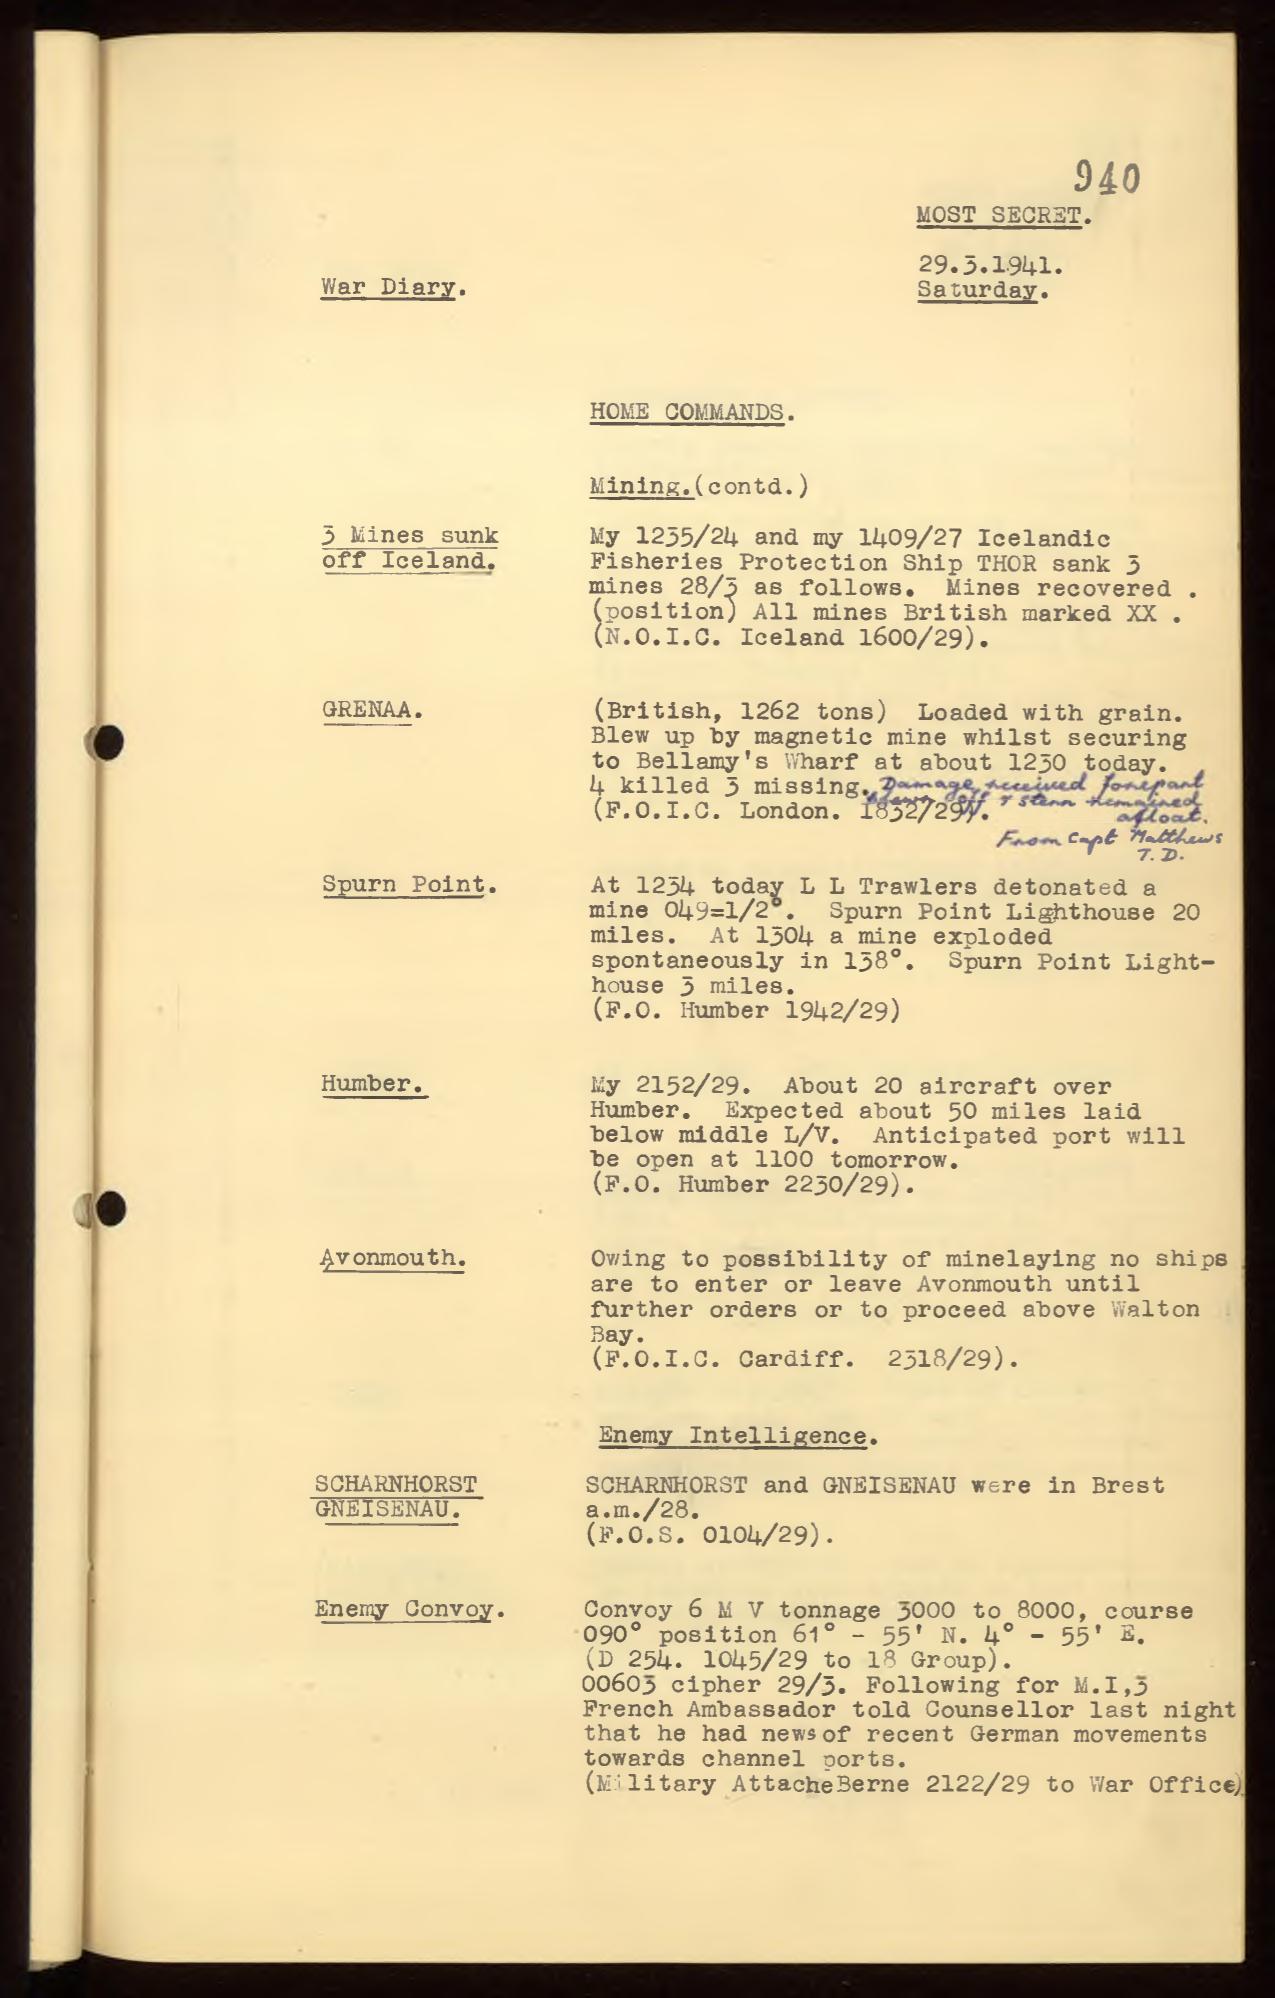 940
MOST SECRET.
29.3.1941.
Saturday.
War Diary.
HOME COMMANDS.
Mining.(contd.)
3 Mines sunk
off Iceland.
My 1235/24 and my 1409/27 Icelandic
Fisheries Protection Ship THOR sank 3
mines 28/3 as follows. Mines recovered .
(position) All mines British marked XX .
(N.O.I.C. Iceland 1600/29).
GRENAA.
(British, 1262 tons) Loaded with grain.
Blew up by magnetic mine whilst securing
to Bellamy's Wharf at about 1230 today.
4 killed 3 missing. Damage received forepart
blown off & stern remained
afloat.
(F.O.I.C. London. 1832/29).
From Capt Matthews
T.D.
Spurn Point.
At 1234 today L L Trawlers detonated a
mine 049=1/2°. Spurn Point Lighthouse 20
miles. At 1304 a mine exploded
spontaneously in 138°. Spurn Point Light-
house 3 miles.
(F.O. Humber 1942/29)
Humber.
My 2152/29. About 20 aircraft over
Humber. Expected about 50 miles laid
below middle L/V. Anticipated port will
be open at 1100 tomorrow.
(F.O. Humber 2230/29).
Avonmouth.
Owing to possibility of minelaying no ships
are to enter or leave Avonmouth until
further orders or to proceed above Walton
Bay.
(F.O.I.C. Cardiff. 2318/29).
Enemy Intelligence.
SCHARNHORST
GNEISENAU.
SCHARNHORST and GNEISENAU were in Brest
a.m./28.
(F.O.S. 0104/29).
Enemy Convoy.
Convoy 6 M V tonnage 3000 to 8000, course
090° position 61° - 55' N. 4° - 55' E.
(D 254. 1045/29 to 18 Group).
00603 cipher 29/3. Following for M.I,3
French Ambassador told Counsellor last night
that he had news of recent German movements
towards channel ports.
(Military Attache Berne 2122/29 to War Office)